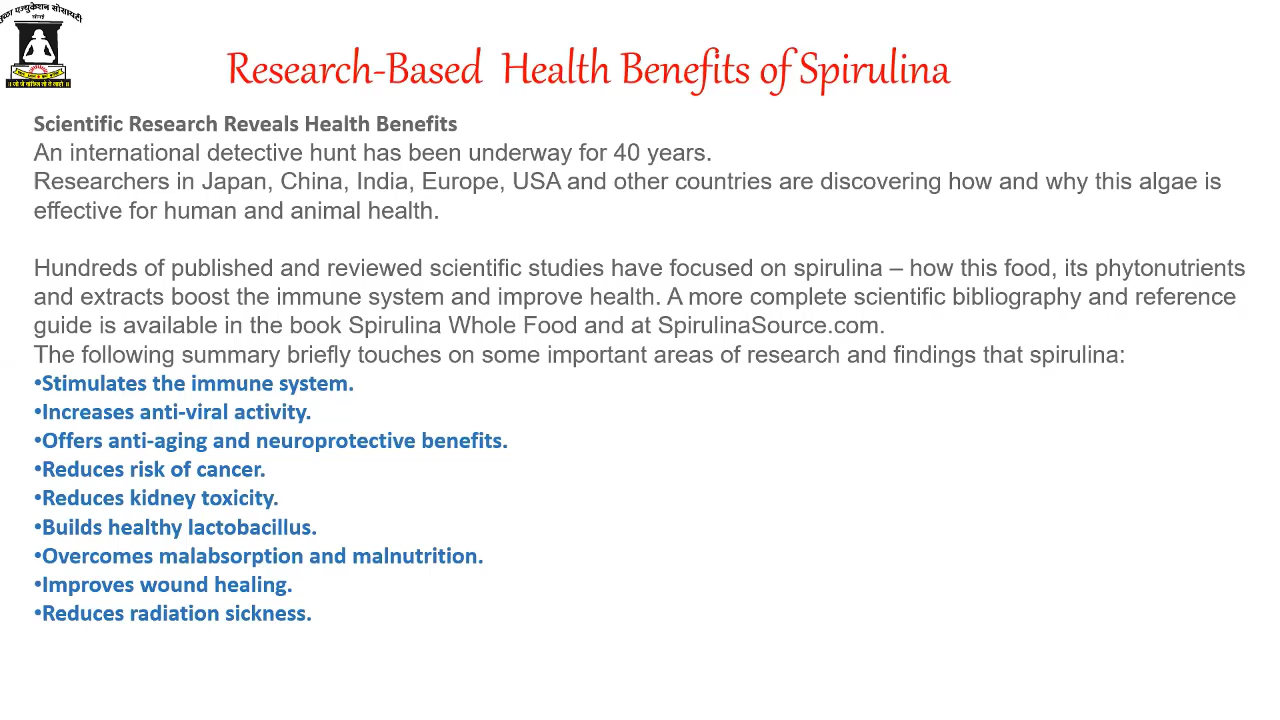 च्छा एज्युकेशन सोसायटी
Research-Based Health Benefits of Spirulina
Scientific Research Reveals Health Benefits
An international detective hunt has been underway for 40 years.
Researchers in Japan, China, India, Europe, USA and other countries are discovering how and why this algae is
effective for human and animal health.
Hundreds of published and reviewed scientific studies have focused on spirulina – how this food, its phytonutrients
and extracts boost the immune system and improve health. A more complete scientific bibliography and reference
guide is available in the book Spirulina Whole Food and at SpirulinaSource.com.
The following summary briefly touches on some important areas of research and findings that spirulina:
•Stimulates the immune system.
•Increases anti-viral activity.
•Offers anti-aging and neuroprotective benefits.
•Reduces risk of cancer.
•Reduces kidney toxicity.
•Builds healthy lactobacillus.
•Overcomes malabsorption and malnutrition.
•Improves wound healing.
•Reduces radiation sickness.